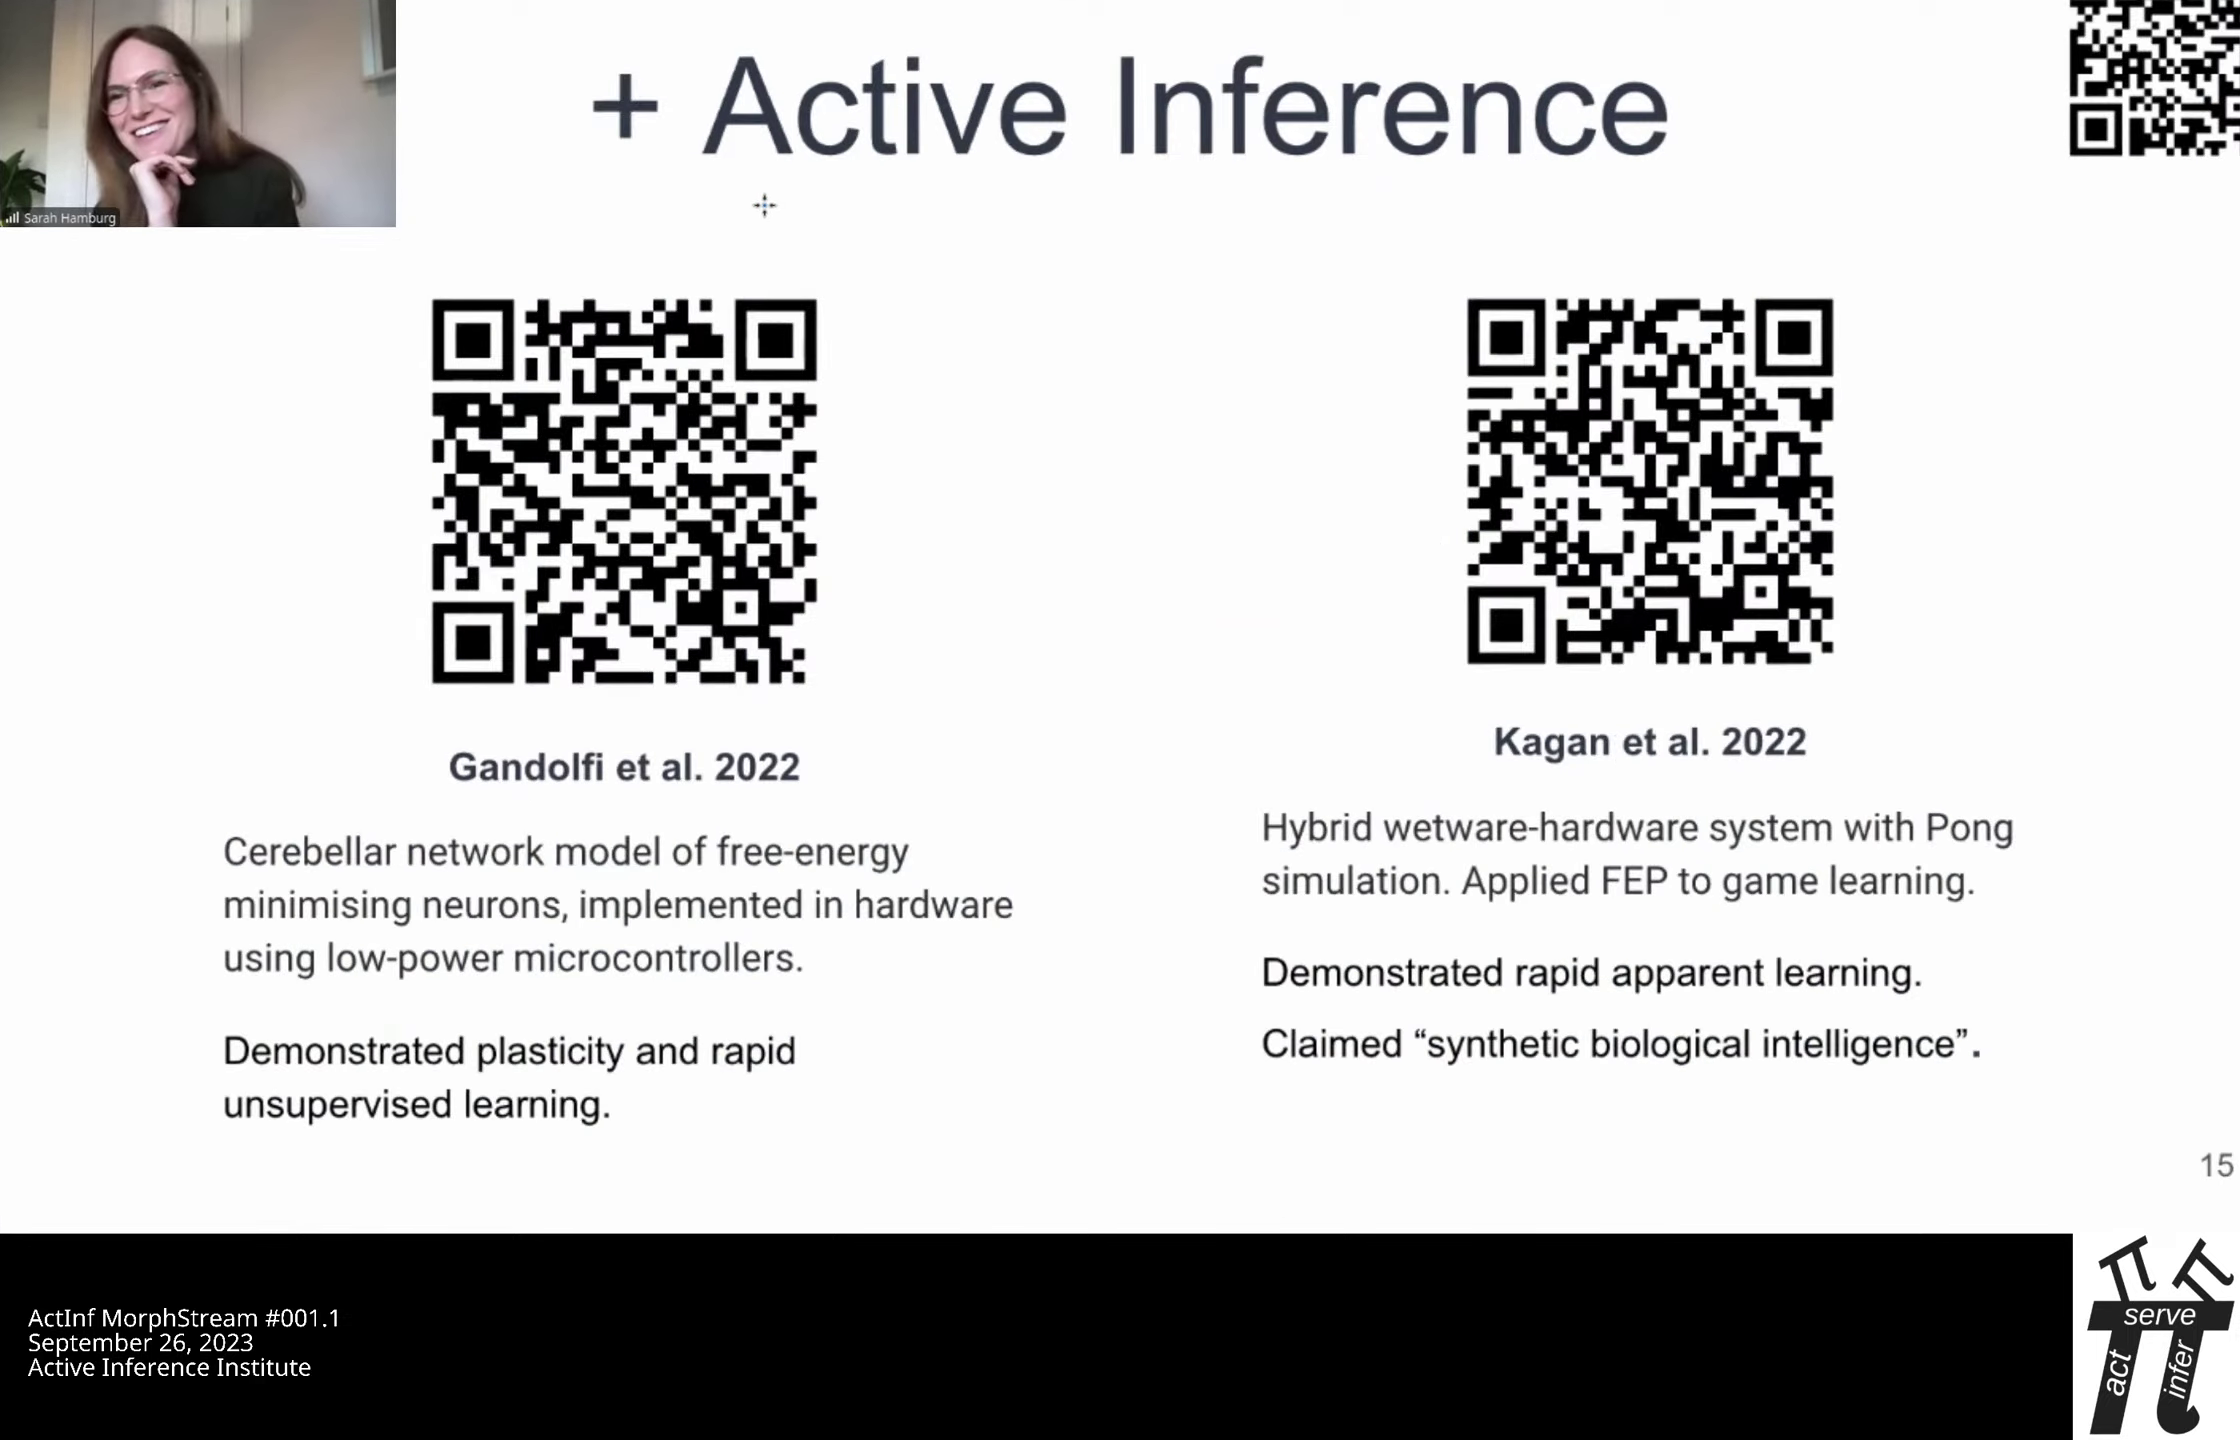 + Active Inference
Sarah Hamburg
Gandolfi et al. 2022
Cerebellar network model of free-energy
minimising neurons, implemented in hardware
using low-power microcontrollers.
Demonstrated plasticity and rapid
unsupervised learning.
Kagan et al. 2022
Hybrid wetware-hardware system with Pong
simulation. Applied FEP to game learning.
Demonstrated rapid apparent learning.
Claimed “synthetic biological intelligence”.
15
ActInf MorphStream #001.1
September 26, 2023
Active Inference Institute
serve
act
infer